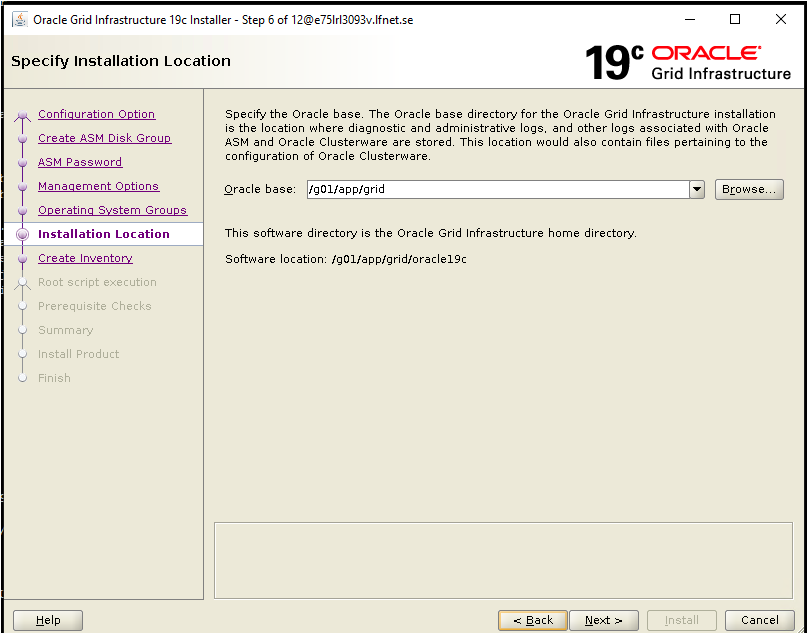 Oracle Grid Infrastructure 19c Installer - Step 6 of 12@e75lrl3093v.lfnet.se
Specify Installation Location
19c ORACLE
Grid Infrastructure
Configuration Option
Create ASM Disk Group
ASM Password
Management Options
Operating System Groups
Installation Location
Create Inventory
Root script execution
Prerequisite Checks
Summary
Install Product
Finish
Specify the Oracle base. The Oracle base directory for the Oracle Grid Infrastructure installation
is the location where diagnostic and administrative logs, and other logs associated with Oracle
ASM and Oracle Clusterware are stored. This location would also contain files pertaining to the
configuration of Oracle Clusterware.
Oracle base: /g01/app/grid Browse...
This software directory is the Oracle Grid Infrastructure home directory.
Software location: /g01/app/grid/oracle19c
Help < Back Next > Install Cancel